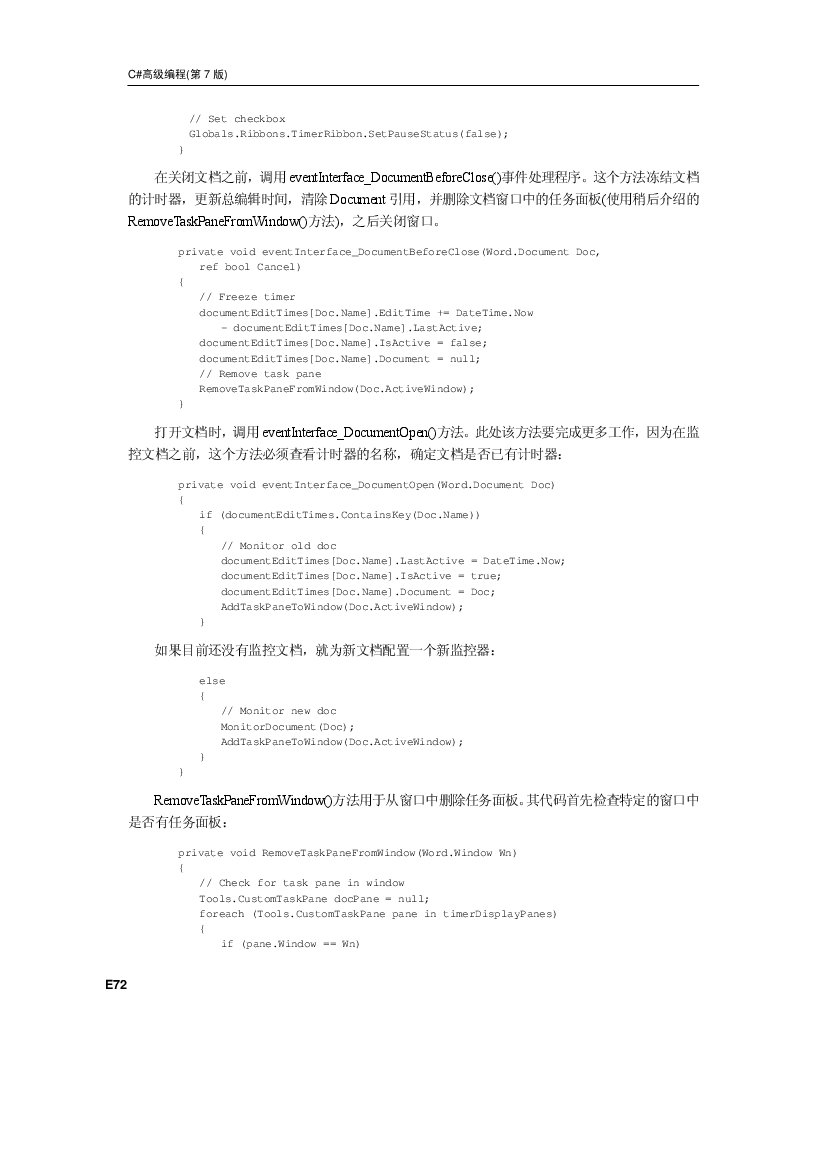 C#高级编程(第 7 版)
// Set checkbox
Globals.Ribbons.TimerRibbon.SetPauseStatus(false);
}
在关闭文档之前，调用 eventInterface_DocumentBeforeClose()事件处理程序。这个方法冻结文档
的计时器，更新总编辑时间，清除 Document 引用，并删除文档窗口中的任务面板(使用稍后介绍的
RemoveTaskPaneFromWindow()方法)，之后关闭窗口。
private void eventInterface_DocumentBeforeClose(Word.Document Doc,
ref bool Cancel)
{
// Freeze timer
documentEditTimes[Doc.Name].EditTime += DateTime.Now
- documentEditTimes[Doc.Name].LastActive;
documentEditTimes[Doc.Name].IsActive = false;
documentEditTimes[Doc.Name].Document = null;
// Remove task pane
RemoveTaskPaneFromWindow(Doc.ActiveWindow);
}
打开文档时，调用 eventInterface_DocumentOpen()方法。此处该方法要完成更多工作，因为在监
控文档之前，这个方法必须查看计时器的名称，确定文档是否已有计时器：
private void eventInterface_DocumentOpen(Word.Document Doc)
{
if (documentEditTimes.ContainsKey(Doc.Name))
{
// Monitor old doc
documentEditTimes[Doc.Name].LastActive = DateTime.Now;
documentEditTimes[Doc.Name].IsActive = true;
documentEditTimes[Doc.Name].Document = Doc;
AddTaskPaneToWindow(Doc.ActiveWindow);
}
如果目前还没有监控文档，就为新文档配置一个新监控器：
else
{
// Monitor new doc
MonitorDocument(Doc);
AddTaskPaneToWindow(Doc.ActiveWindow);
}
}
RemoveTaskPaneFromWindow()方法用于从窗口中删除任务面板。其代码首先检查特定的窗口中
是否有任务面板：
private void RemoveTaskPaneFromWindow(Word.Window Wn)
{
// Check for task pane in window
Tools.CustomTaskPane docPane = null;
foreach (Tools.CustomTaskPane pane in timerDisplayPanes)
{
if (pane.Window == Wn)
E72